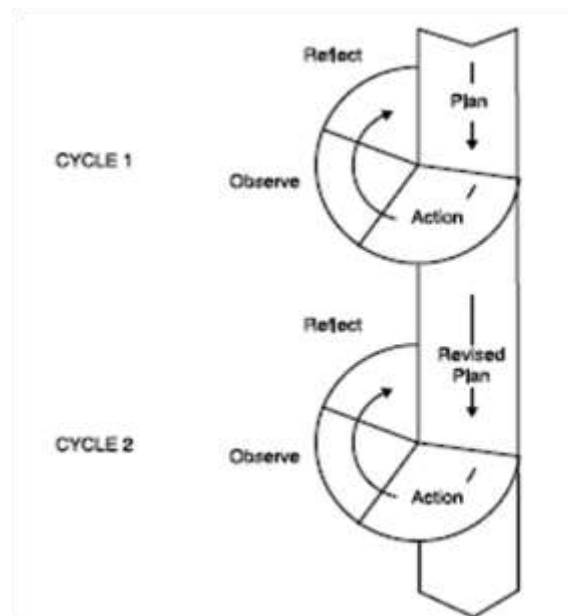 Reflect
Plan
CYCLE 1
Observe
Action
Reflect
Revised
Plan
CYCLE 2
Observe
Action